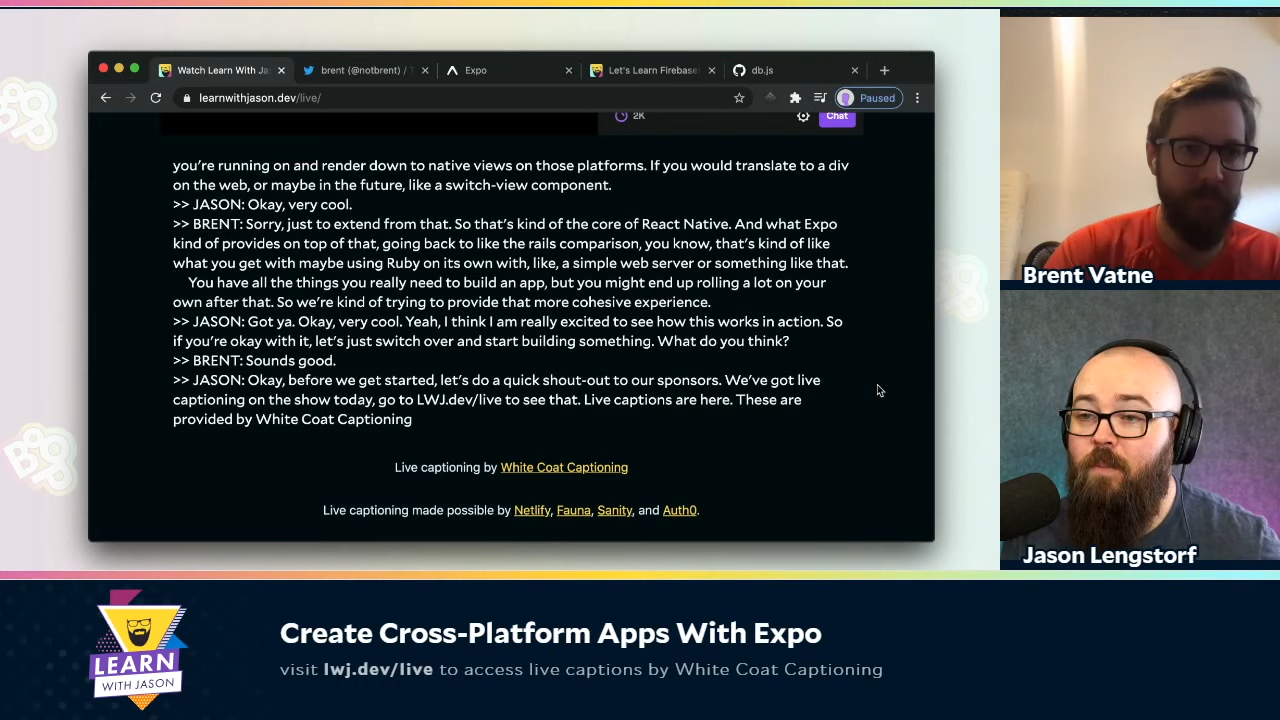 Watch Learn With Ja
brent (@notbrent) / T
Expo
Let's Learn Firebase
db.js
learnwithjason.dev/live/
Paused
2K
Chat
you're running on and render down to native views on those platforms. If you would translate to a div
on the web, or maybe in the future, like a switch-view component.
>> JASON: Okay, very cool.
>> BRENT: Sorry, just to extend from that. So that's kind of the core of React Native. And what Expo
kind of provides on top of that, going back to like the rails comparison, you know, that's kind of like
what you get with maybe using Ruby on its own with, like, a simple web server or something like that.
You have all the things you really need to build an app, but you might end up rolling a lot on your
own after that. So we're kind of trying to provide that more cohesive experience.
>> JASON: Got ya. Okay, very cool. Yeah, I think I am really excited to see how this works in action. So
if you're okay with it, let's just switch over and start building something. What do you think?
>> BRENT: Sounds good.
>> JASON: Okay, before we get started, let's do a quick shout-out to our sponsors. We've got live
captioning on the show today, go to LWJ.dev/live to see that. Live captions are here. These are
provided by White Coat Captioning
Live captioning by White Coat Captioning
Live captioning made possible by Netlify, Fauna, Sanity, and Auth0.
Brent Vatne
Jason Lengstorf
LEARN
WITH JASON
Create Cross-Platform Apps With Expo
visit lwj.dev/live to access live captions by White Coat Captioning